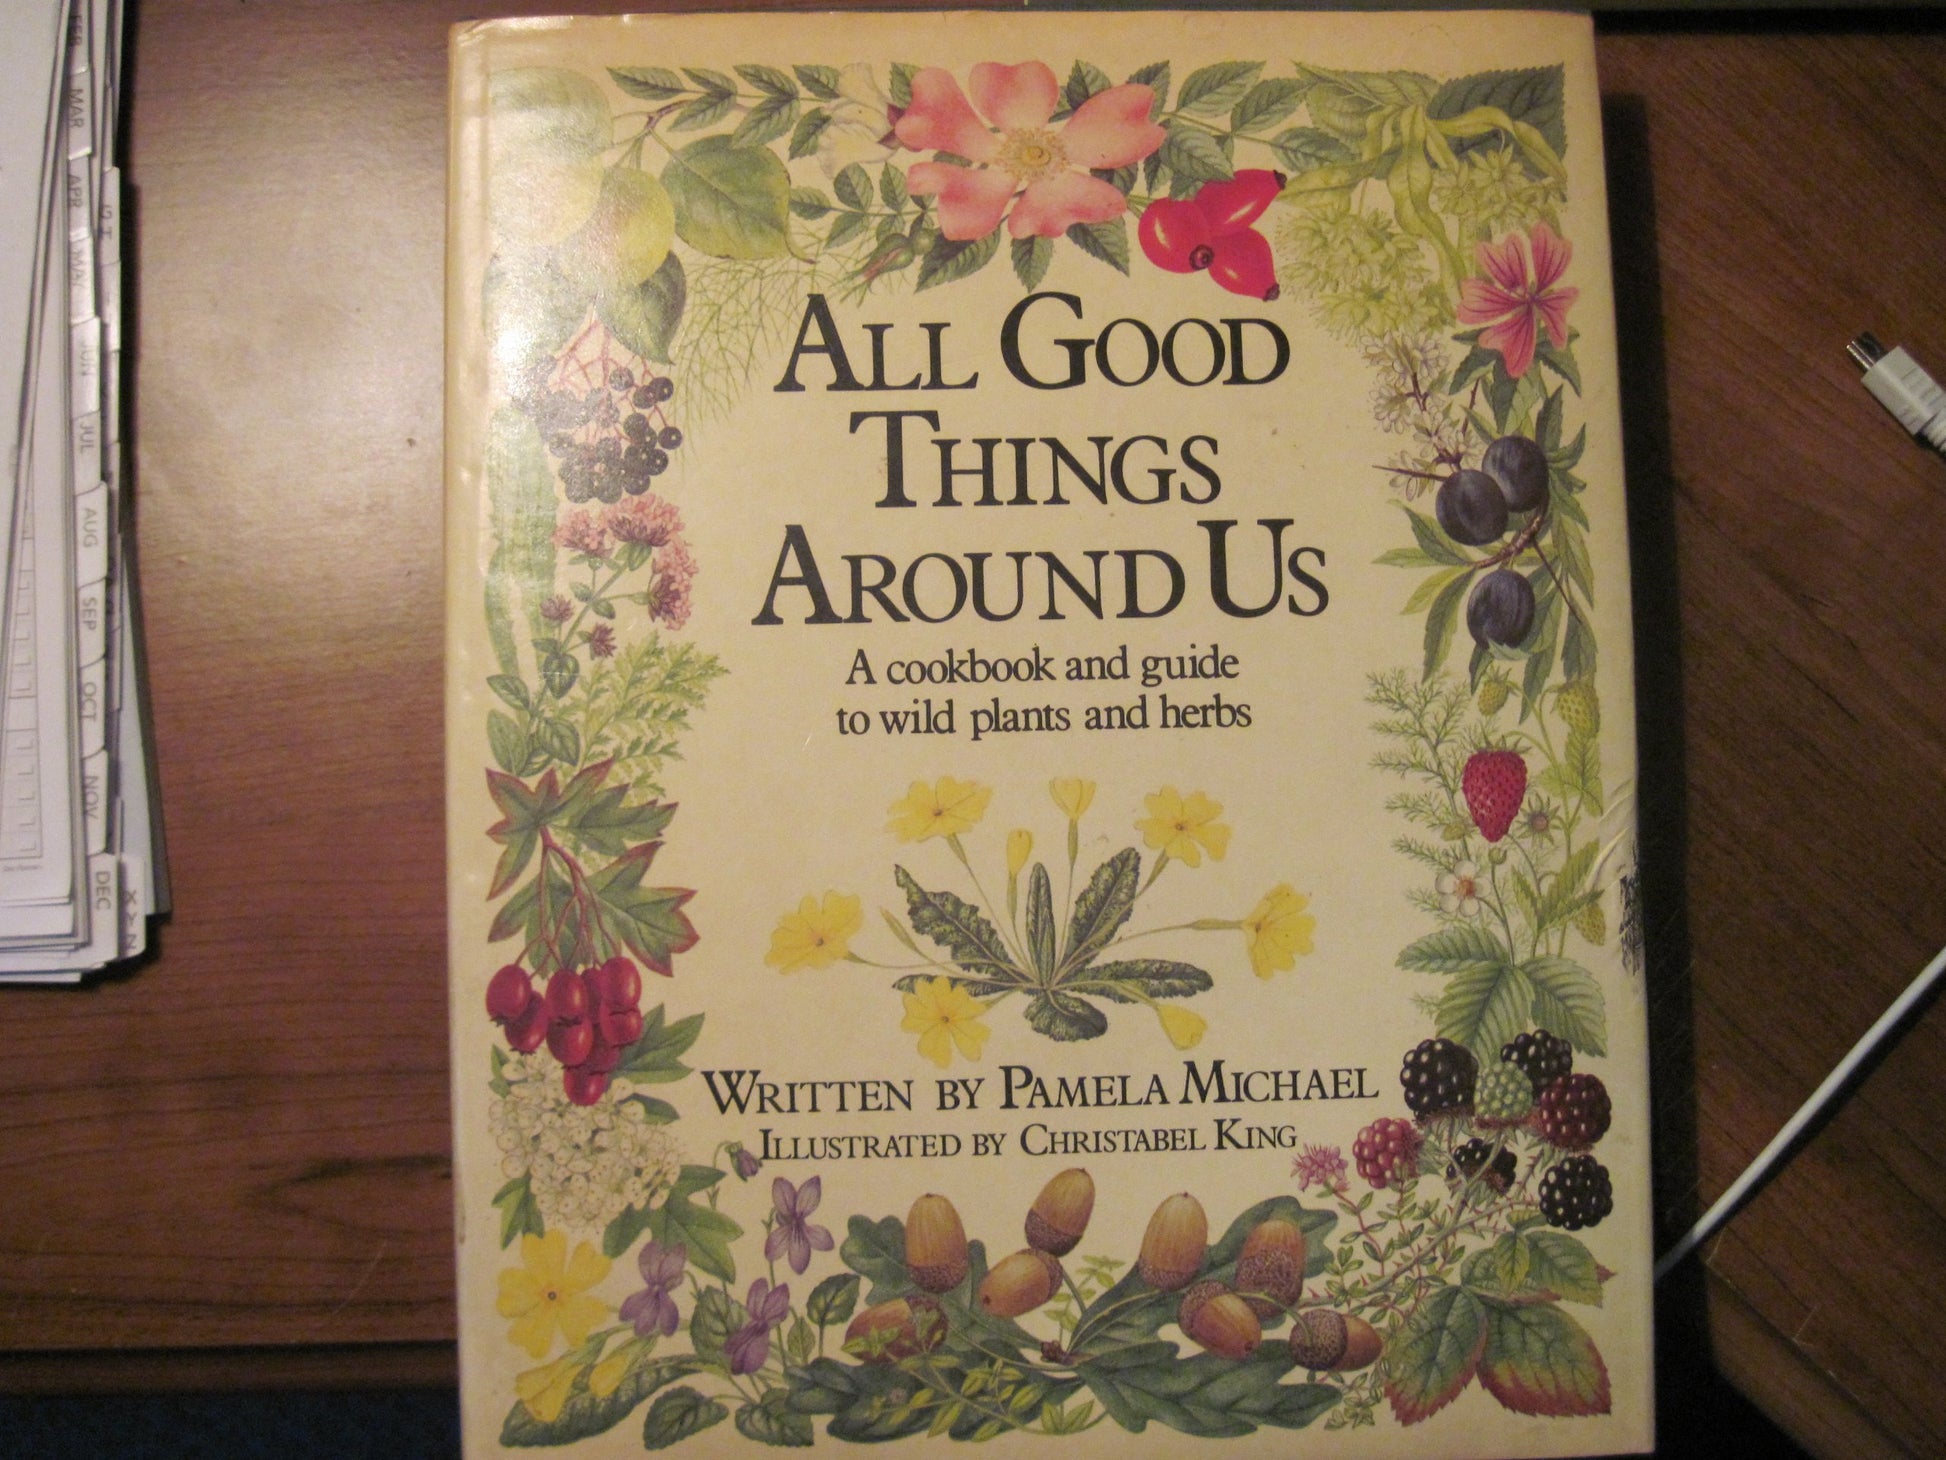 ALL GOOD
THINGS
AROUND US
A cookbook and guide
to wild plants and herbs
WRITTEN BY PAMELA MICHAEL
ILLUSTRATED BY CHRISTABEL KING
FEB
MAR
APR
MAY
JUN
JUL
AUG
SEP
OCT
NOV
DEC